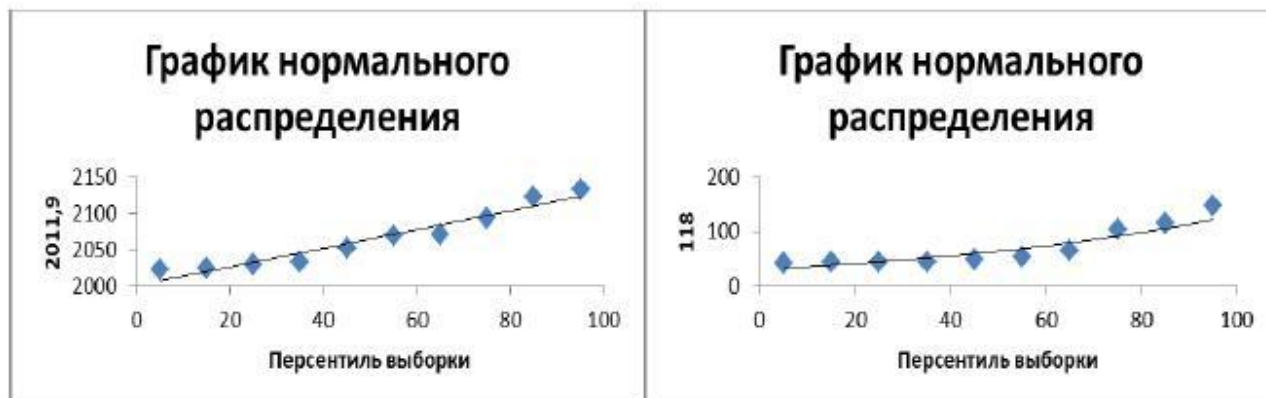 График нормального
распределения
2011,9
2150
2100
2050
2000
0 20 40 60 80 100
Персентиль выборки
График нормального
распределения
118
200
100
0
0 20 40 60 80 100
Персентиль выборки